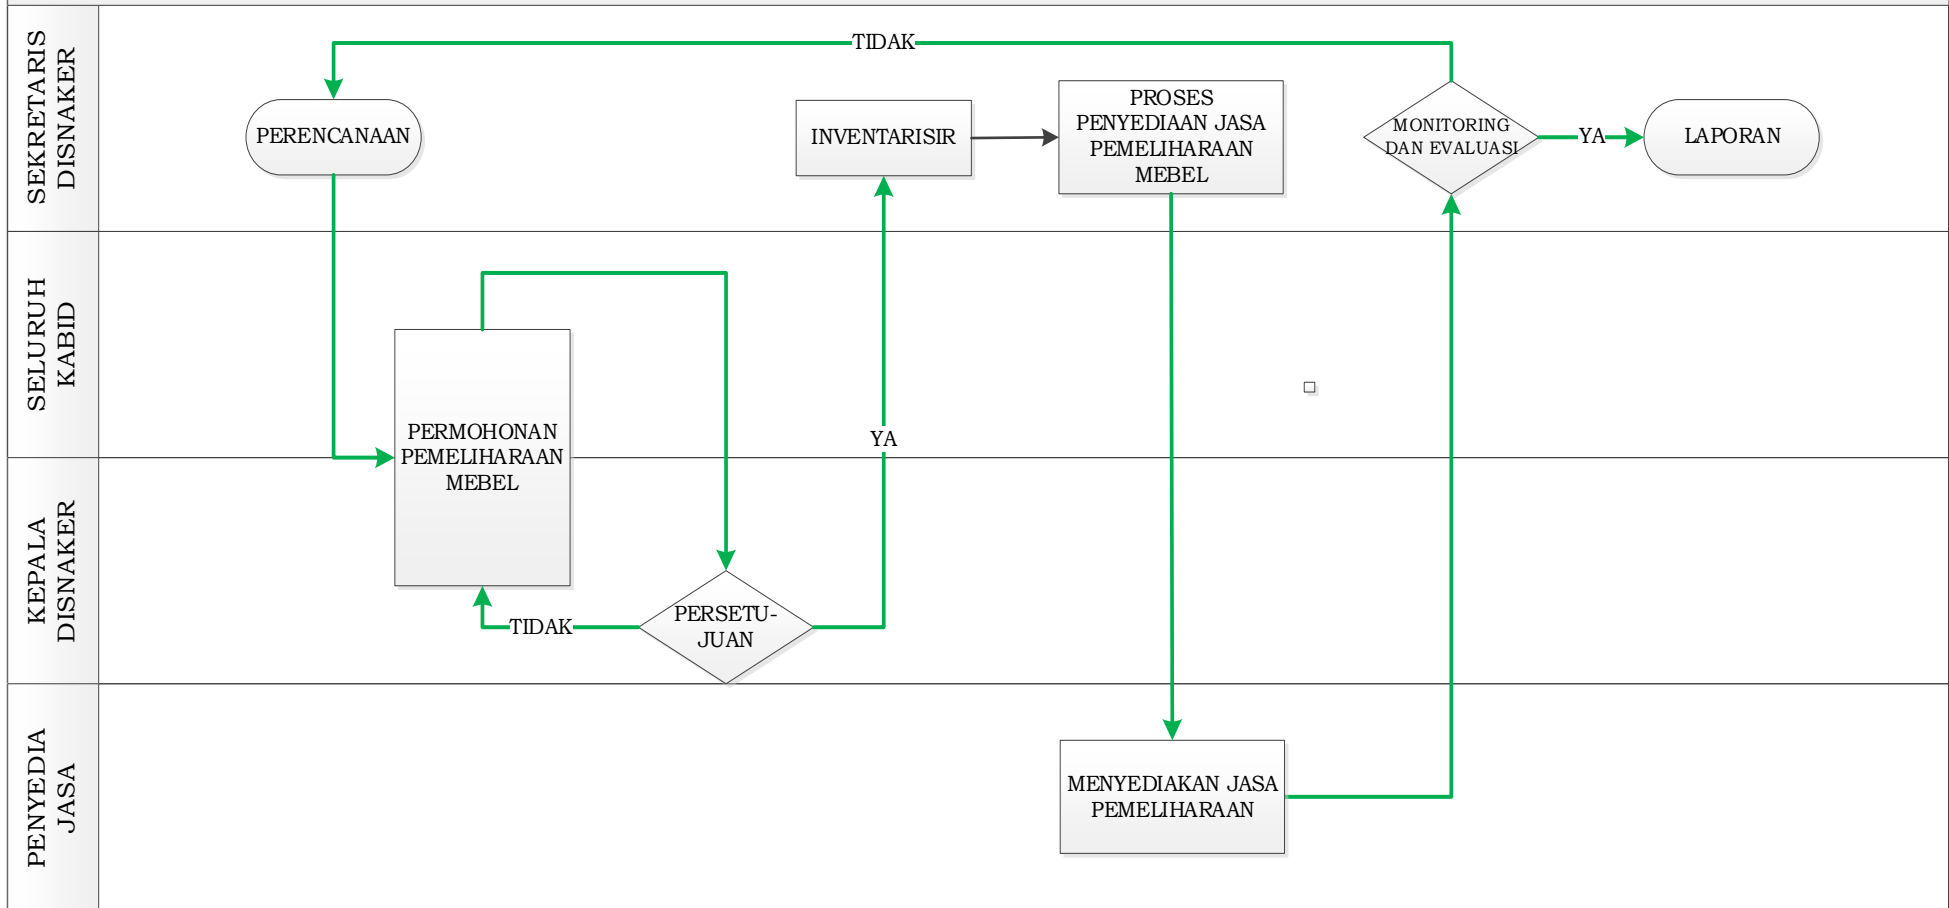 SEKRETARIS
DISNAKER
TIDAK
PERENCANAAN
INVENTARISIR
PROSES
PENYEDIAAN JASA
PEMELIHARAAN
MEBEL
MONITORING
DAN EVALUASI
YA
LAPORAN
SELURUH
KABID
PERMOHONAN
PEMELIHARAAN
MEBEL
YA
KEPALA
DISNAKER
TIDAK
PERSETU-
JUAN
PENYEDIA
JASA
MENYEDIAKAN JASA
PEMELIHARAAN